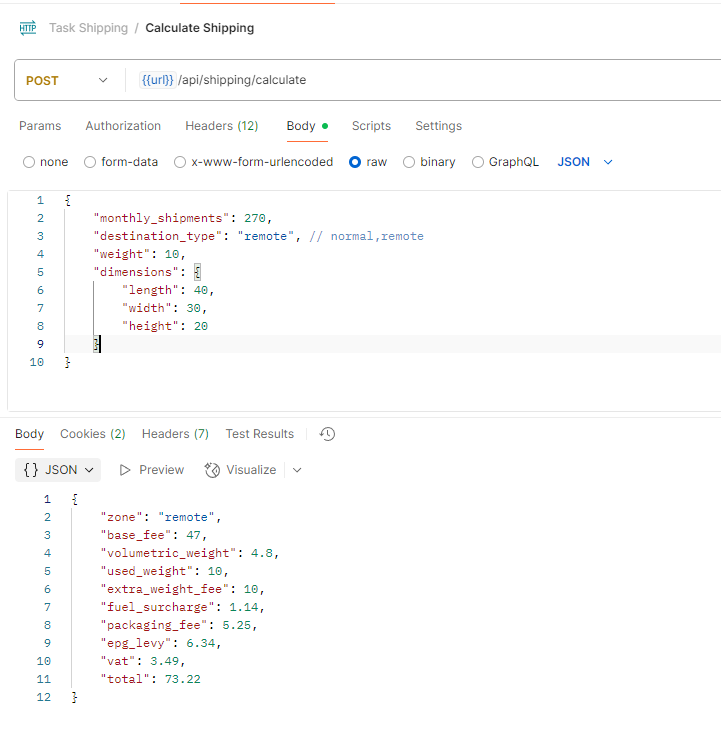 HTTP Task Shipping / Calculate Shipping
POST {{url}} /api/shipping/calculate
Params Authorization Headers (12) Body Scripts Settings
none form-data x-www-form-urlencoded raw binary GraphQL JSON
1 {
2 "monthly_shipments": 270,
3 "destination_type": "remote", // normal,remote
4 "weight": 10,
5 "dimensions": {
6 "length": 40,
7 "width": 30,
8 "height": 20
9 }
10 }
Body Cookies (2) Headers (7) Test Results
{} JSON Preview Visualize
1 {
2 "zone": "remote",
3 "base_fee": 47,
4 "volumetric_weight": 4.8,
5 "used_weight": 10,
6 "extra_weight_fee": 10,
7 "fuel_surcharge": 1.14,
8 "packaging_fee": 5.25,
9 "epg_levy": 6.34,
10 "vat": 3.49,
11 "total": 73.22
12 }